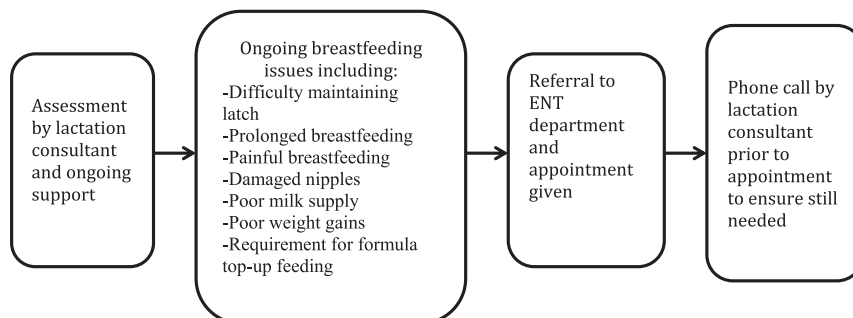 Assessment
by lactation
consultant
and ongoing
support
Ongoing breastfeeding
issues including:
-Difficulty maintaining
latch
-Prolonged breastfeeding
-Painful breastfeeding
-Damaged nipples
-Poor milk supply
-Poor weight gains
-Requirement for formula
top-up feeding
Referral to
ENT
department
and
appointment
given
Phone call by
lactation
consultant
prior to
appointment
to ensure still
needed